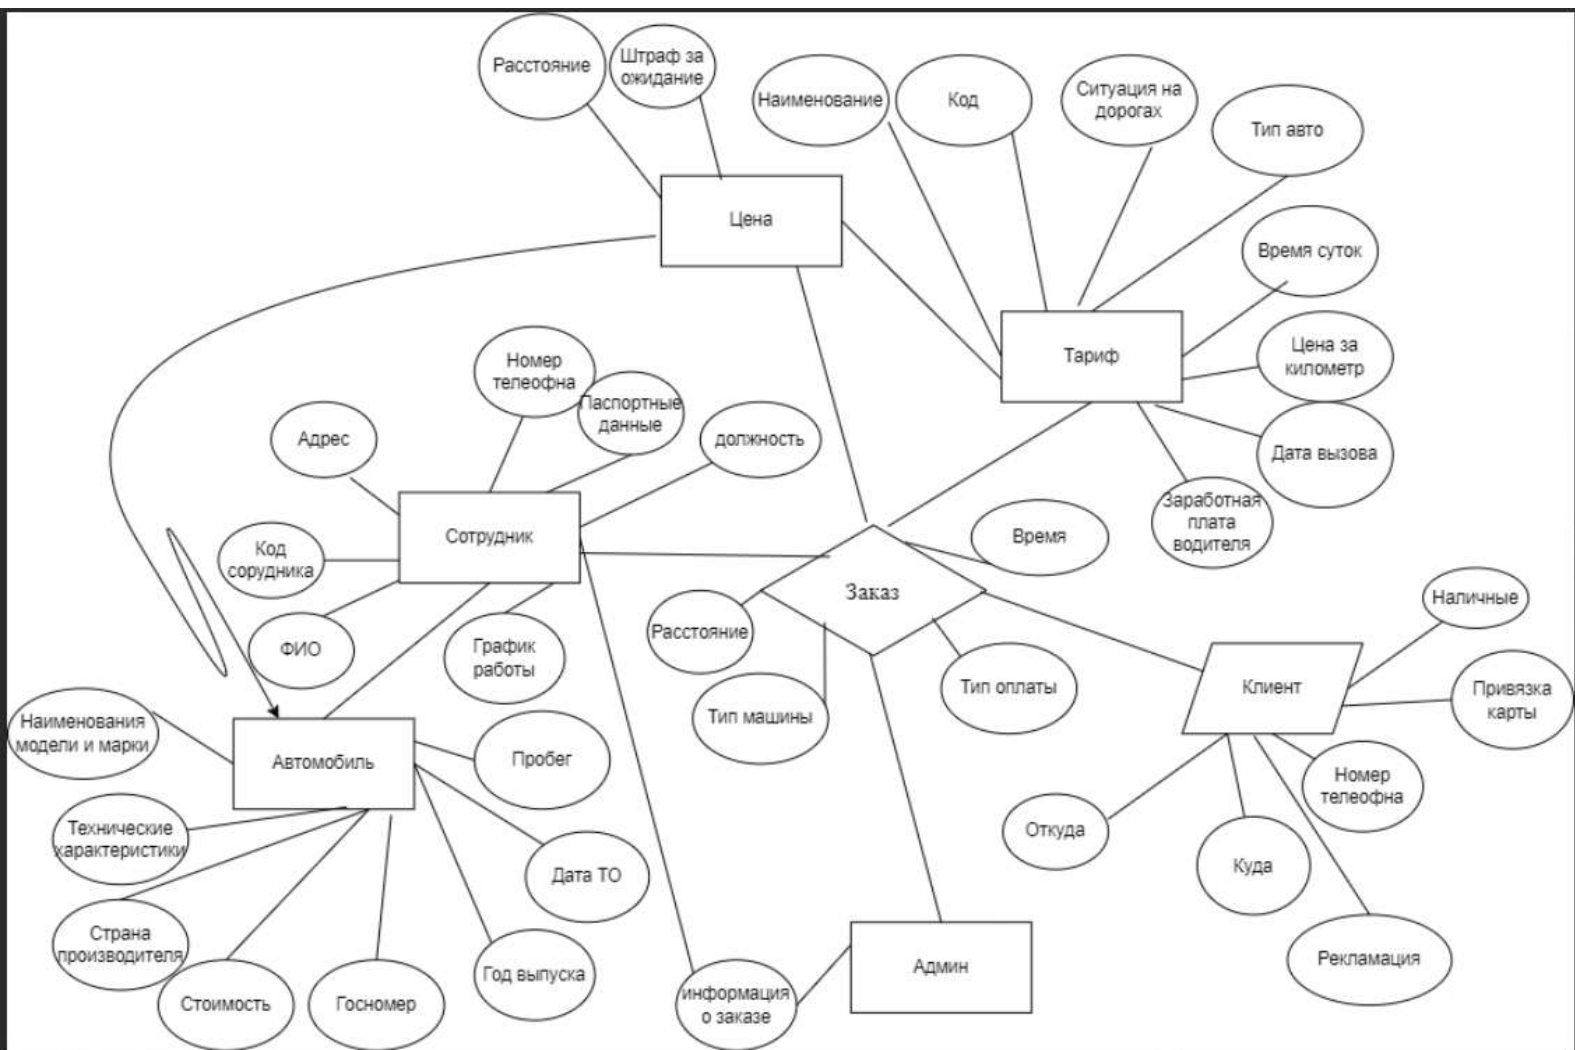 Расстояние
Штраф за
ожидание
Наименование
Код
Ситуация на
дорогах
Тип авто
Цена
Время суток
Тариф
Цена за
километр
Номер
телеофна
Паспортные
данные
Адрес
должность
Дата вызова
Заработная
плата
водителя
Сотрудник
Время
Код
сорудника
Заказ
Наличные
Расстояние
ФИО
График
работы
Тип оплаты
Клиент
Привязка
карты
Тип машины
Наименования
модели и марки
Автомобиль
Пробег
Номер
телеофна
Технические
характеристики
Откуда
Куда
Дата ТО
Страна
производителя
Рекламация
Админ
Год выпуска
Стоимость
Госномер
информация
о заказе